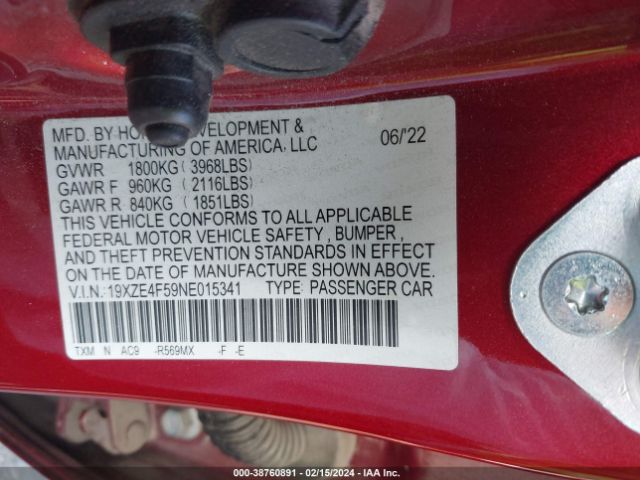 MFD. BY HON EVELOPMENT &
MANUFACTURING OF AMERICA, LLC 06/'22
GVWR 1800KG (3968LBS)
GAWR F 960KG (2116LBS)
GAWR R 840KG (1851LBS)
THIS VEHICLE CONFORMS TO ALL APPLICABLE
FEDERAL MOTOR VEHICLE SAFETY, BUMPER,
AND THEFT PREVENTION STANDARDS IN EFFECT
ON THE DATE OF MANUFACTURE SHOWN ABOVE.
V.I.N.: 19XZE4F59NE015341 TYPE: PASSENGER CAR
TXM N AC9 -R569MX -F -E
000-38760891 - 02/15/2024 - IAA Inc.